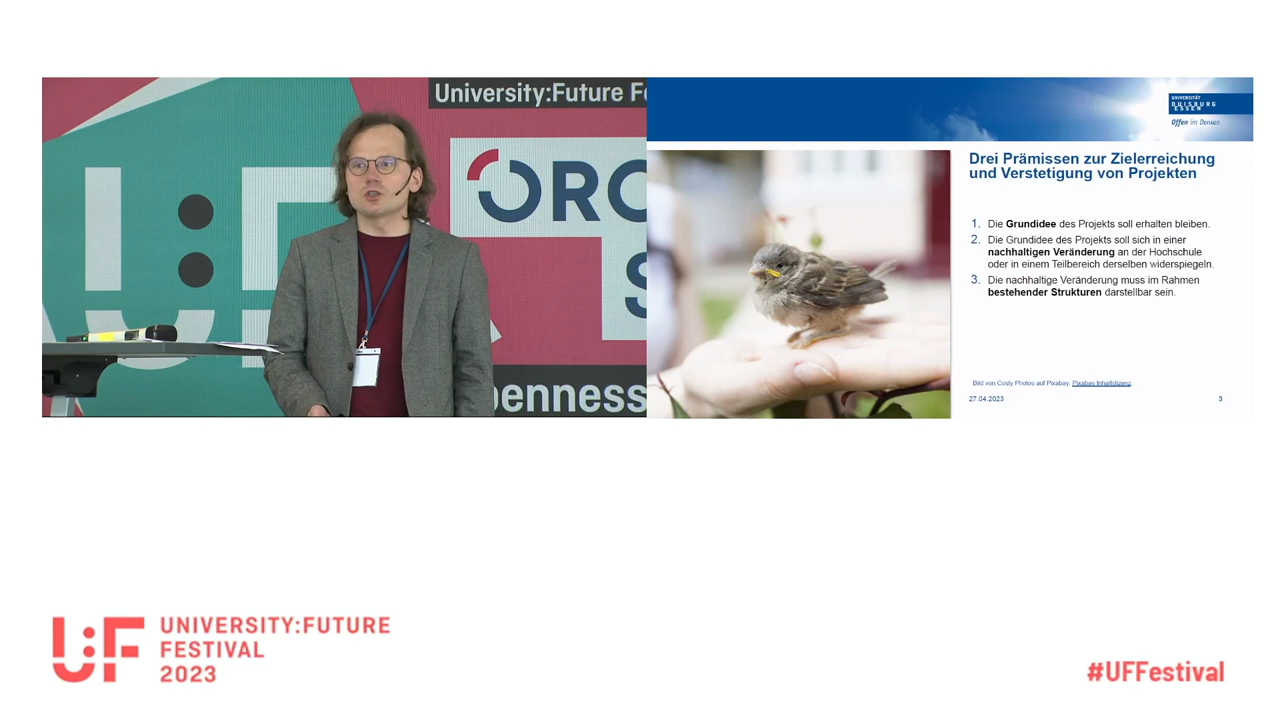 University:Future Fe
U:F
ORC
S
penness
UNIVERSITÄT
DUISBURG
ESSEN
Offen im Denken
Drei Prämissen zur Zielerreichung
und Verstetigung von Projekten
1. Die Grundidee des Projekts soll erhalten bleiben.
2. Die Grundidee des Projekts soll sich in einer
nachhaltigen Veränderung an der Hochschule
oder in einem Teilbereich derselben widerspiegeln.
3. Die nachhaltige Veränderung muss im Rahmen
bestehender Strukturen darstellbar sein.
Bild von Costy Photos auf Pixabay, Pixabay Inhaltslizenz.
27.04.2023
3
U:F
UNIVERSITY:FUTURE
FESTIVAL
2023
#UFFestival